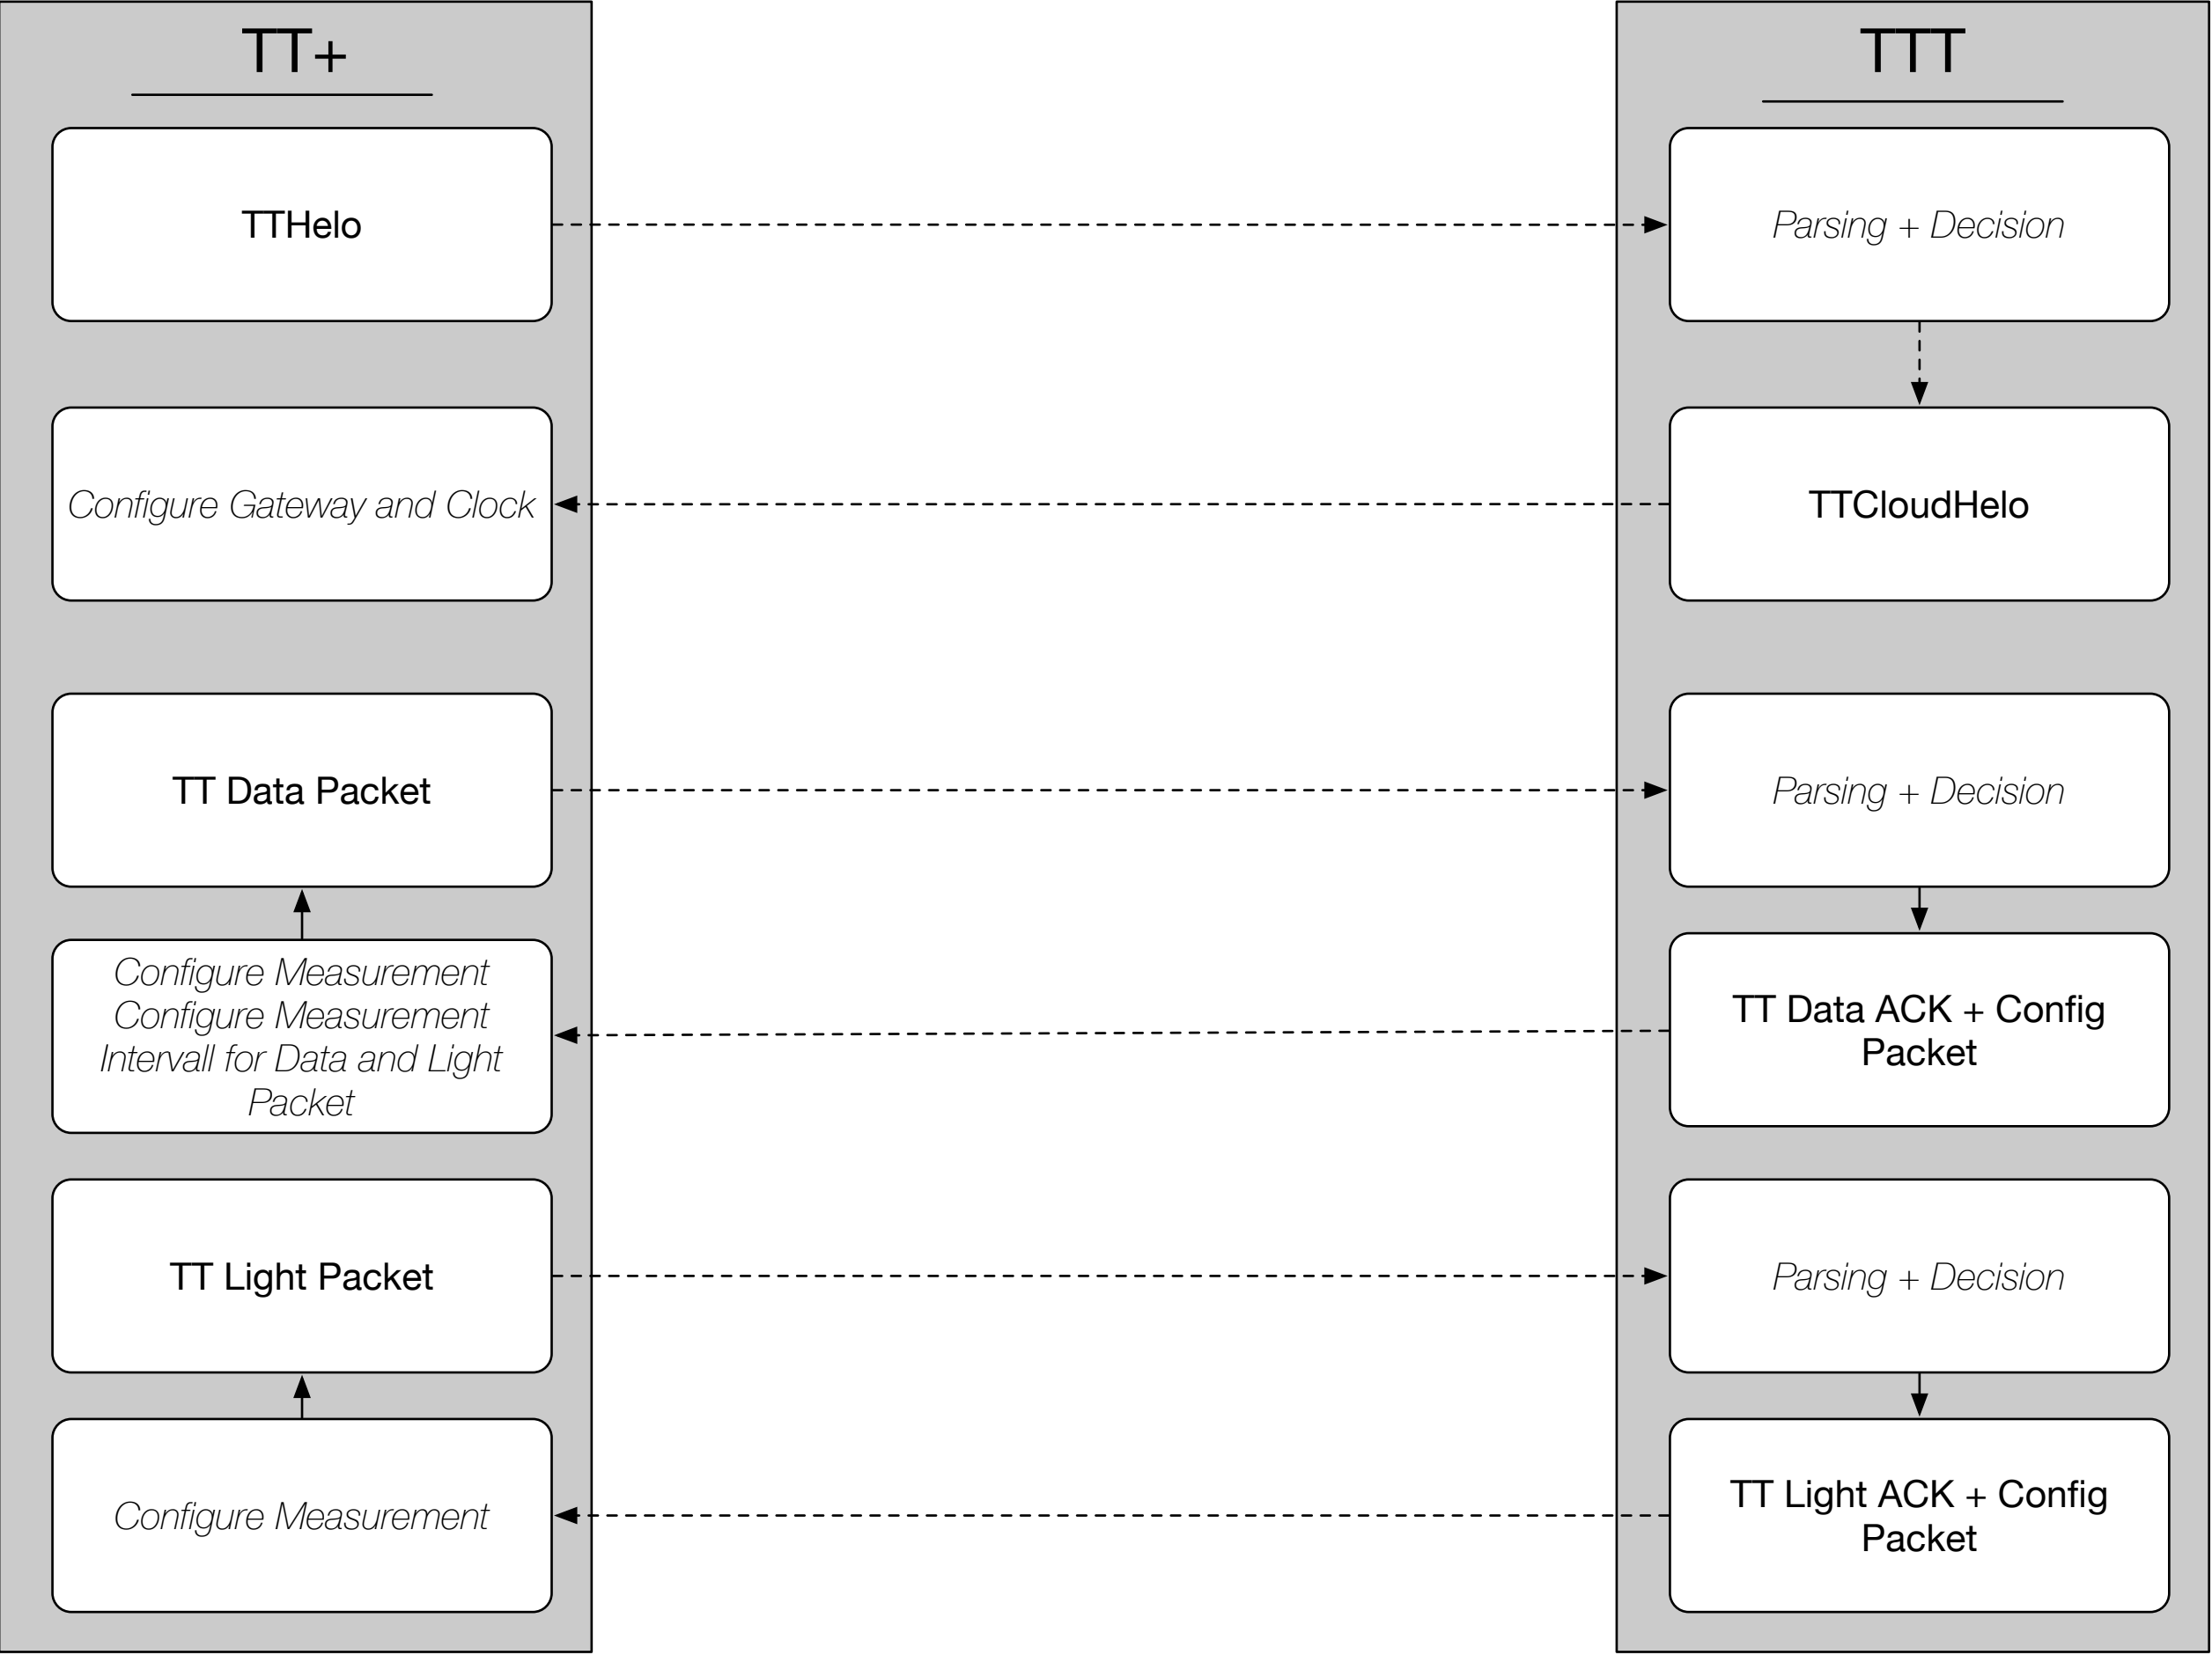 TT+
TTHelo
Configure Gateway and Clock
TT Data Packet
Configure Measurement
Configure Measurement
Intervall for Data and Light
Packet
TT Light Packet
Configure Measurement
TTT
Parsing + Decision
TTCloudHelo
Parsing + Decision
TT Data ACK + Config
Packet
Parsing + Decision
TT Light ACK + Config
Packet